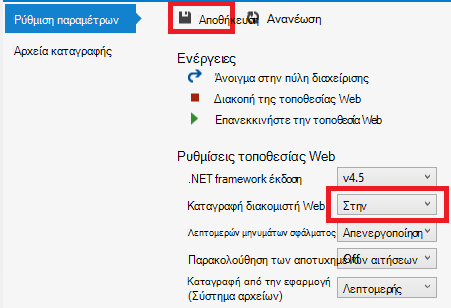 Ρύθμιση παραμέτρων
Αποθήκευση Ανανέωση
Αρχεία καταγραφής
Ενέργειες
Άνοιγμα στην πύλη διαχείρισης
Διακοπή της τοποθεσίας Web
Επανεκκινήστε την τοποθεσία Web
Ρυθμίσεις τοποθεσίας Web
.NET framework έκδοση v4.5
Καταγραφή διακομιστή Web Στην
Λεπτομερών μηνυμάτων σφάλματος Απενεργοποίηση
Παρακολούθηση των αποτυχημένων αιτήσεων Off
Καταγραφή από την εφαρμογή
(Σύστημα αρχείων) Λεπτομερής